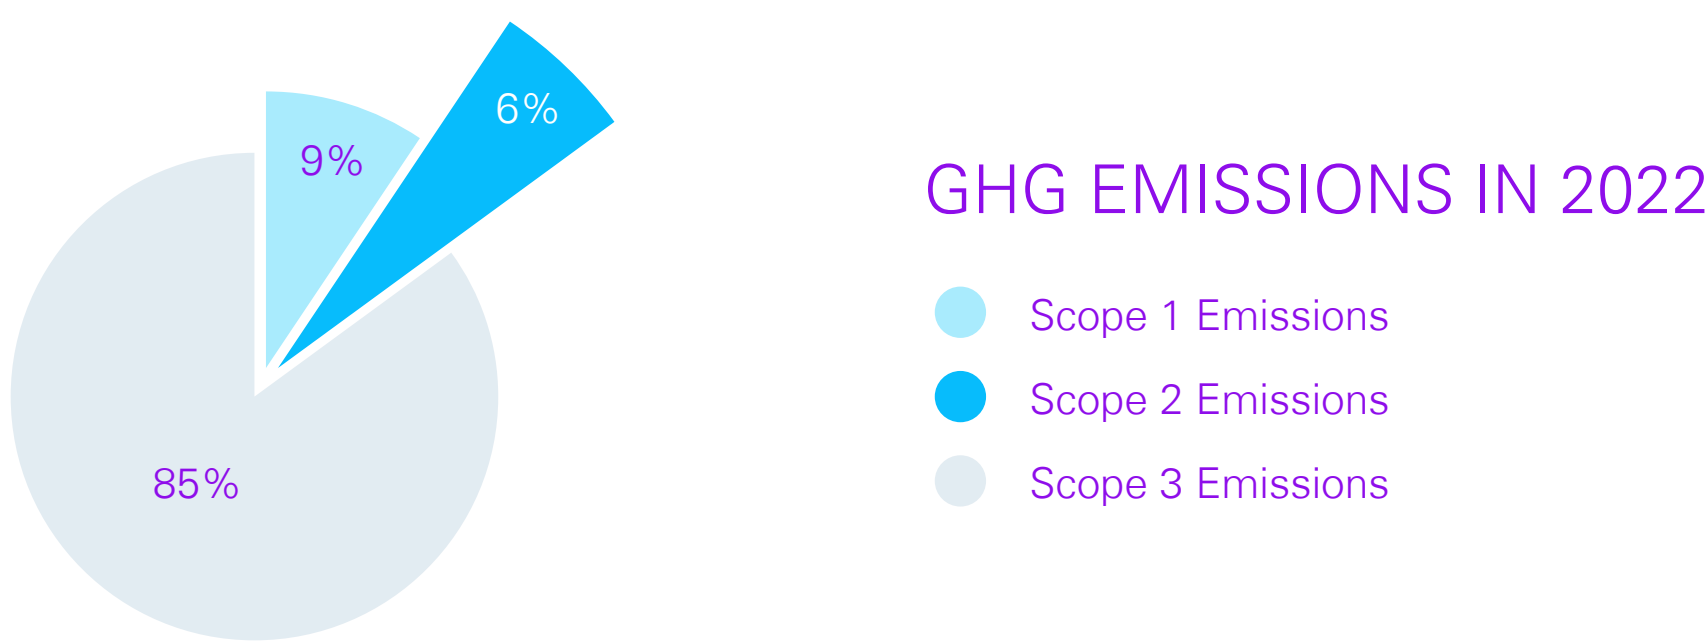 6%
9%
85%
GHG EMISSIONS IN 2022
Scope 1 Emissions
Scope 2 Emissions
Scope 3 Emissions